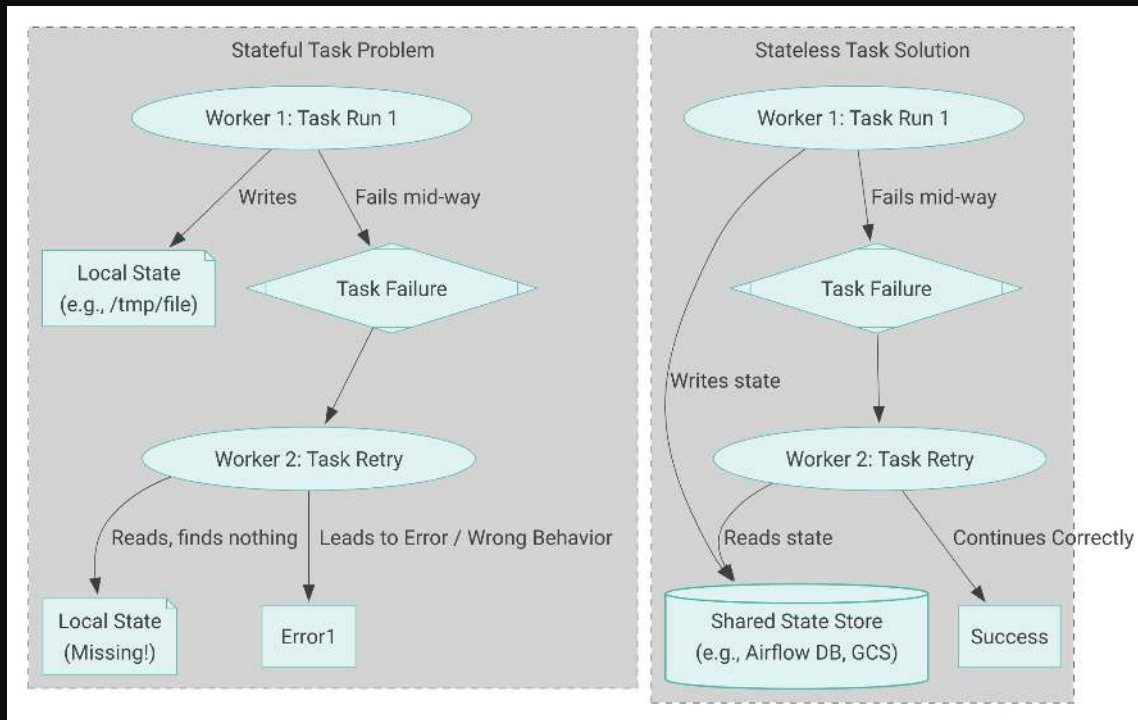 Stateful Task Problem
Worker 1: Task Run 1
Writes
Fails mid-way
Local State
(e.g., /tmp/file)
Task Failure
Worker 2: Task Retry
Reads, finds nothing
Leads to Error / Wrong Behavior
Local State
(Missing!)
Error1
Stateless Task Solution
Worker 1: Task Run 1
Fails mid-way
Task Failure
Writes state
Worker 2: Task Retry
Reads state
Continues Correctly
Shared State Store
(e.g., Airflow DB, GCS)
Success